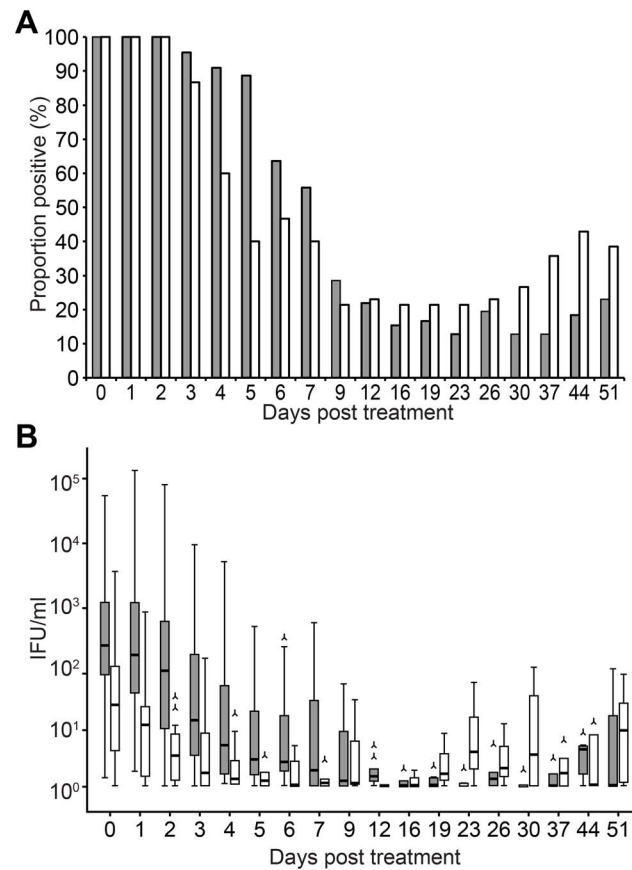 A
Proportion positive (%)
100
90
80
70
60
50
40
30
20
10
0
0 1 2 3 4 5 6 7 9 12 16 19 23 26 30 37 44 51
Days post treatment
B
IFU/ml
10⁵
10⁴
10³
10²
10¹
10⁰
0 1 2 3 4 5 6 7 9 12 16 19 23 26 30 37 44 51
Days post treatment